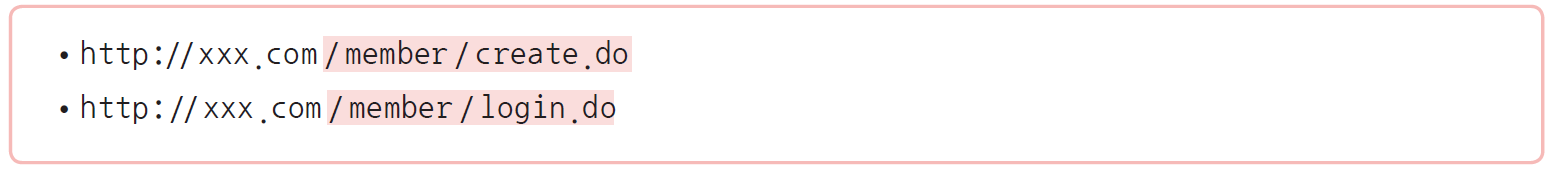 • http://xxx.com/member/create.do
• http://xxx.com/member/login.do